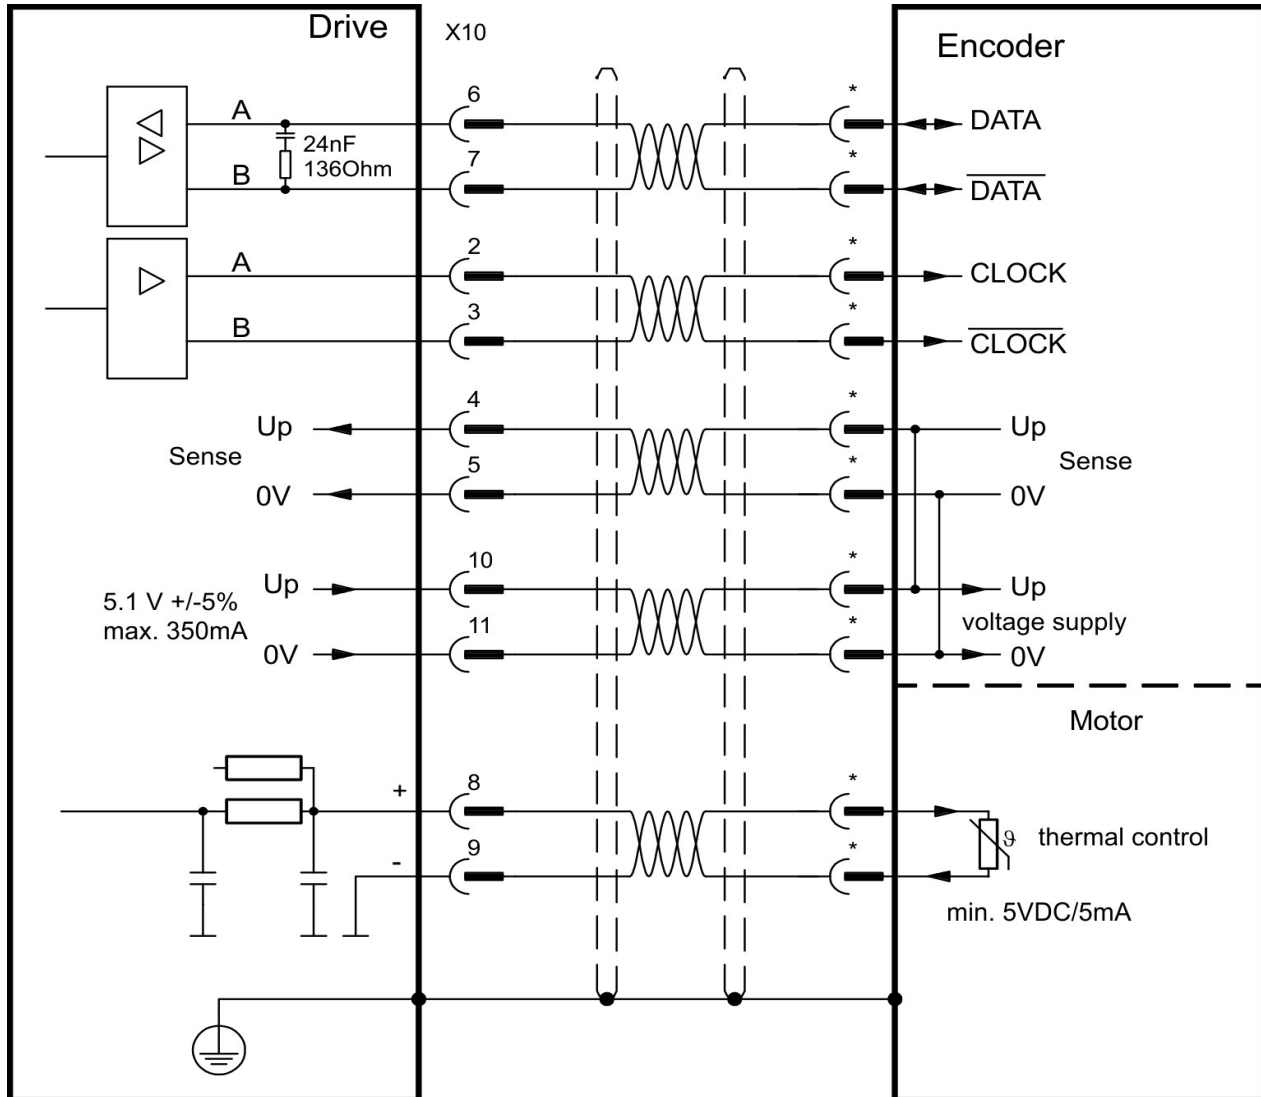 Drive
X10
Encoder
A
6
*
DATA
24nF
136Ohm
B
7
*
DATA
A
2
*
CLOCK
B
3
*
CLOCK
Up
4
*
Up
Sense
Sense
0V
5
*
0V
Up
10
*
Up
5.1 V +/-5%
max. 350mA
voltage supply
0V
11
*
0V
Motor
+
8
*
ϑ
thermal control
-
9
*
min. 5VDC/5mA